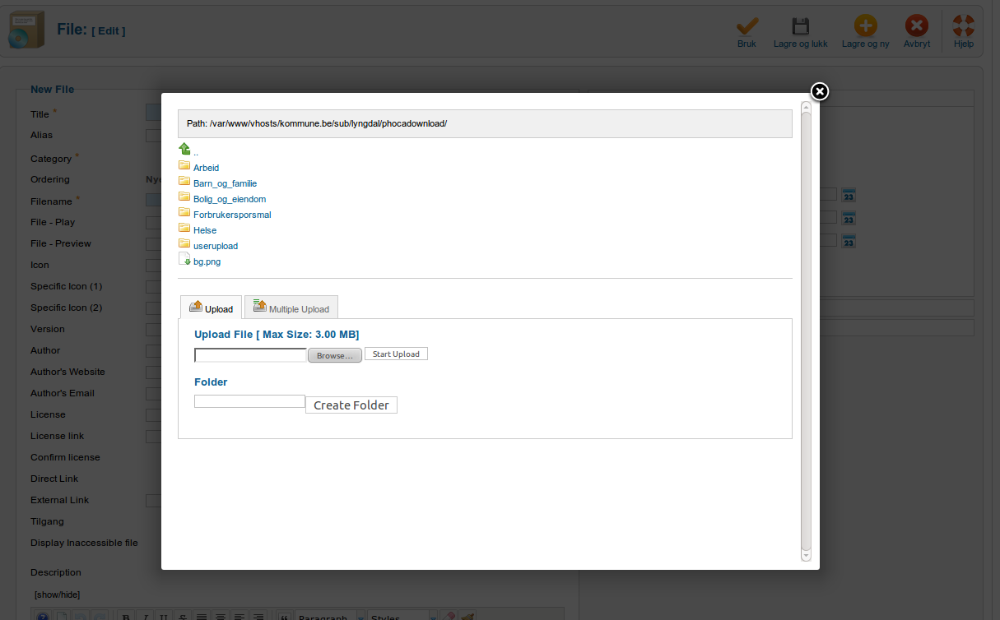 File: [ Edit ]
Bruk
Lagre og lukk
Lagre og ny
Avbryt
Hjelp
New File
Title *
Alias
Category *
Ordering
Filename *
File - Play
File - Preview
Icon
Specific Icon (1)
Specific Icon (2)
Version
Author
Author's Website
Author's Email
License
License link
Confirm license
Direct Link
External Link
Tilgang
Display Inaccessible file
Description
[show/hide]
Path: /var/www/vhosts/kommune.be/sub/lyngdal/phocadownload/
..
Arbeid
Barn_og_familie
Bolig_og_eiendom
Forbrukersporsmal
Helse
userupload
bg.png
Upload
Multiple Upload
Upload File [ Max Size: 3.00 MB]
Browse...
Start Upload
Folder
Create Folder
23
23
23
B I U S
Paragraph
Styles